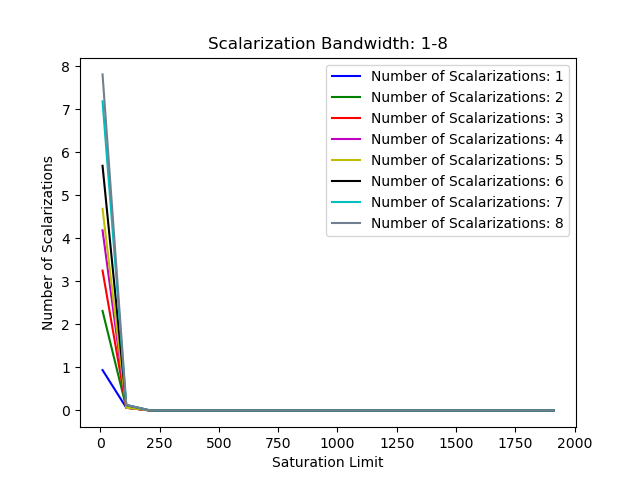 Scalarization Bandwidth: 1-8
Number of Scalarizations
8
7
6
5
4
3
2
1
0
Number of Scalarizations: 1
Number of Scalarizations: 2
Number of Scalarizations: 3
Number of Scalarizations: 4
Number of Scalarizations: 5
Number of Scalarizations: 6
Number of Scalarizations: 7
Number of Scalarizations: 8
0 250 500 750 1000 1250 1500 1750 2000
Saturation Limit